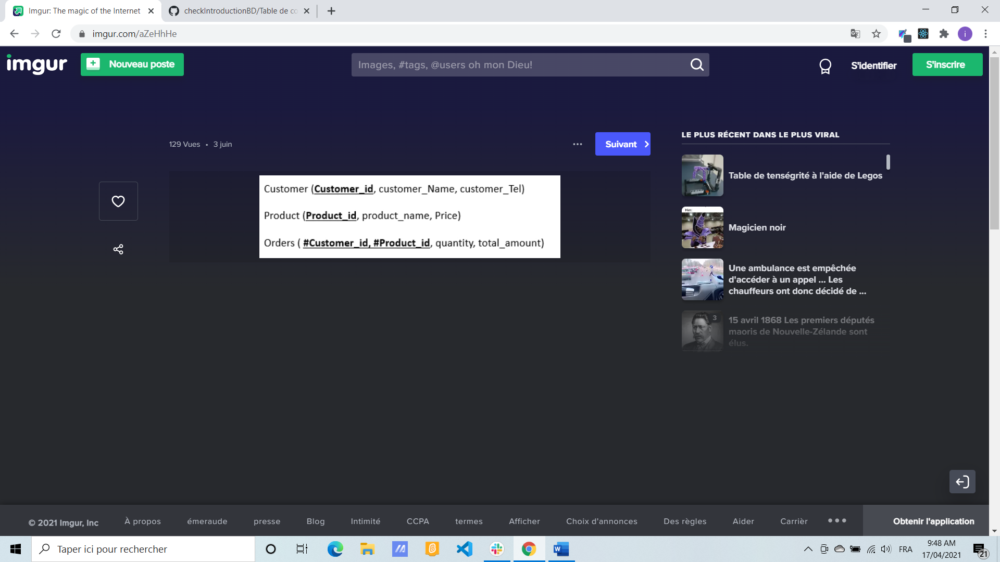 Imgur: The magic of the Internet
checkIntroductionBD/Table de co
imgur.com/aZeHhHe
i
imgur
Nouveau poste
Images, #tags, @users oh mon Dieu!
S'identifier
S'inscrire
129 Vues • 3 juin
Suivant
Customer (Customer_id, customer_Name, customer_Tel)
Product (Product_id, product_name, Price)
Orders ( #Customer_id, #Product_id, quantity, total_amount)
LE PLUS RÉCENT DANS LE PLUS VIRAL
Table de tenségrité à l'aide de Legos
Him:
Magicien noir
Une ambulance est empêchée
d'accéder à un appel ... Les
chauffeurs ont donc décidé de ...
3
15 avril 1868 Les premiers députés
maoris de Nouvelle-Zélande sont
élus.
© 2021 Imgur, Inc
À propos
émeraude
presse
Blog
Intimité
CCPA
termes
Afficher
Choix d'annonces
Des règles
Aider
Carrièr
Obtenir l'application
Taper ici pour rechercher
FRA
9:48 AM
17/04/2021
21